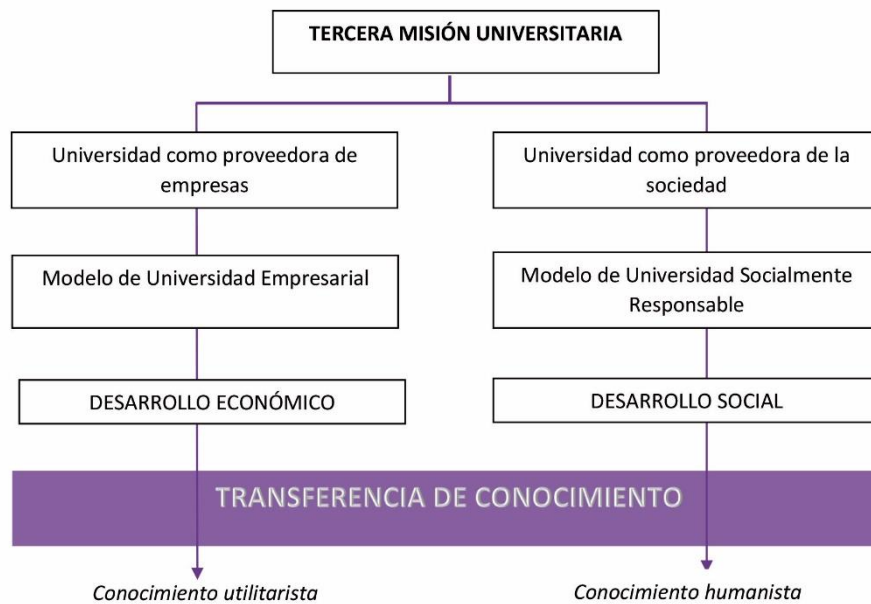 TERCERA MISIÓN UNIVERSITARIA
Universidad como proveedora de
empresas
Universidad como proveedora de la
sociedad
Modelo de Universidad Empresarial
Modelo de Universidad Socialmente
Responsable
DESARROLLO ECONÓMICO
DESARROLLO SOCIAL
TRANSFERENCIA DE CONOCIMIENTO
Conocimiento utilitarista
Conocimiento humanista